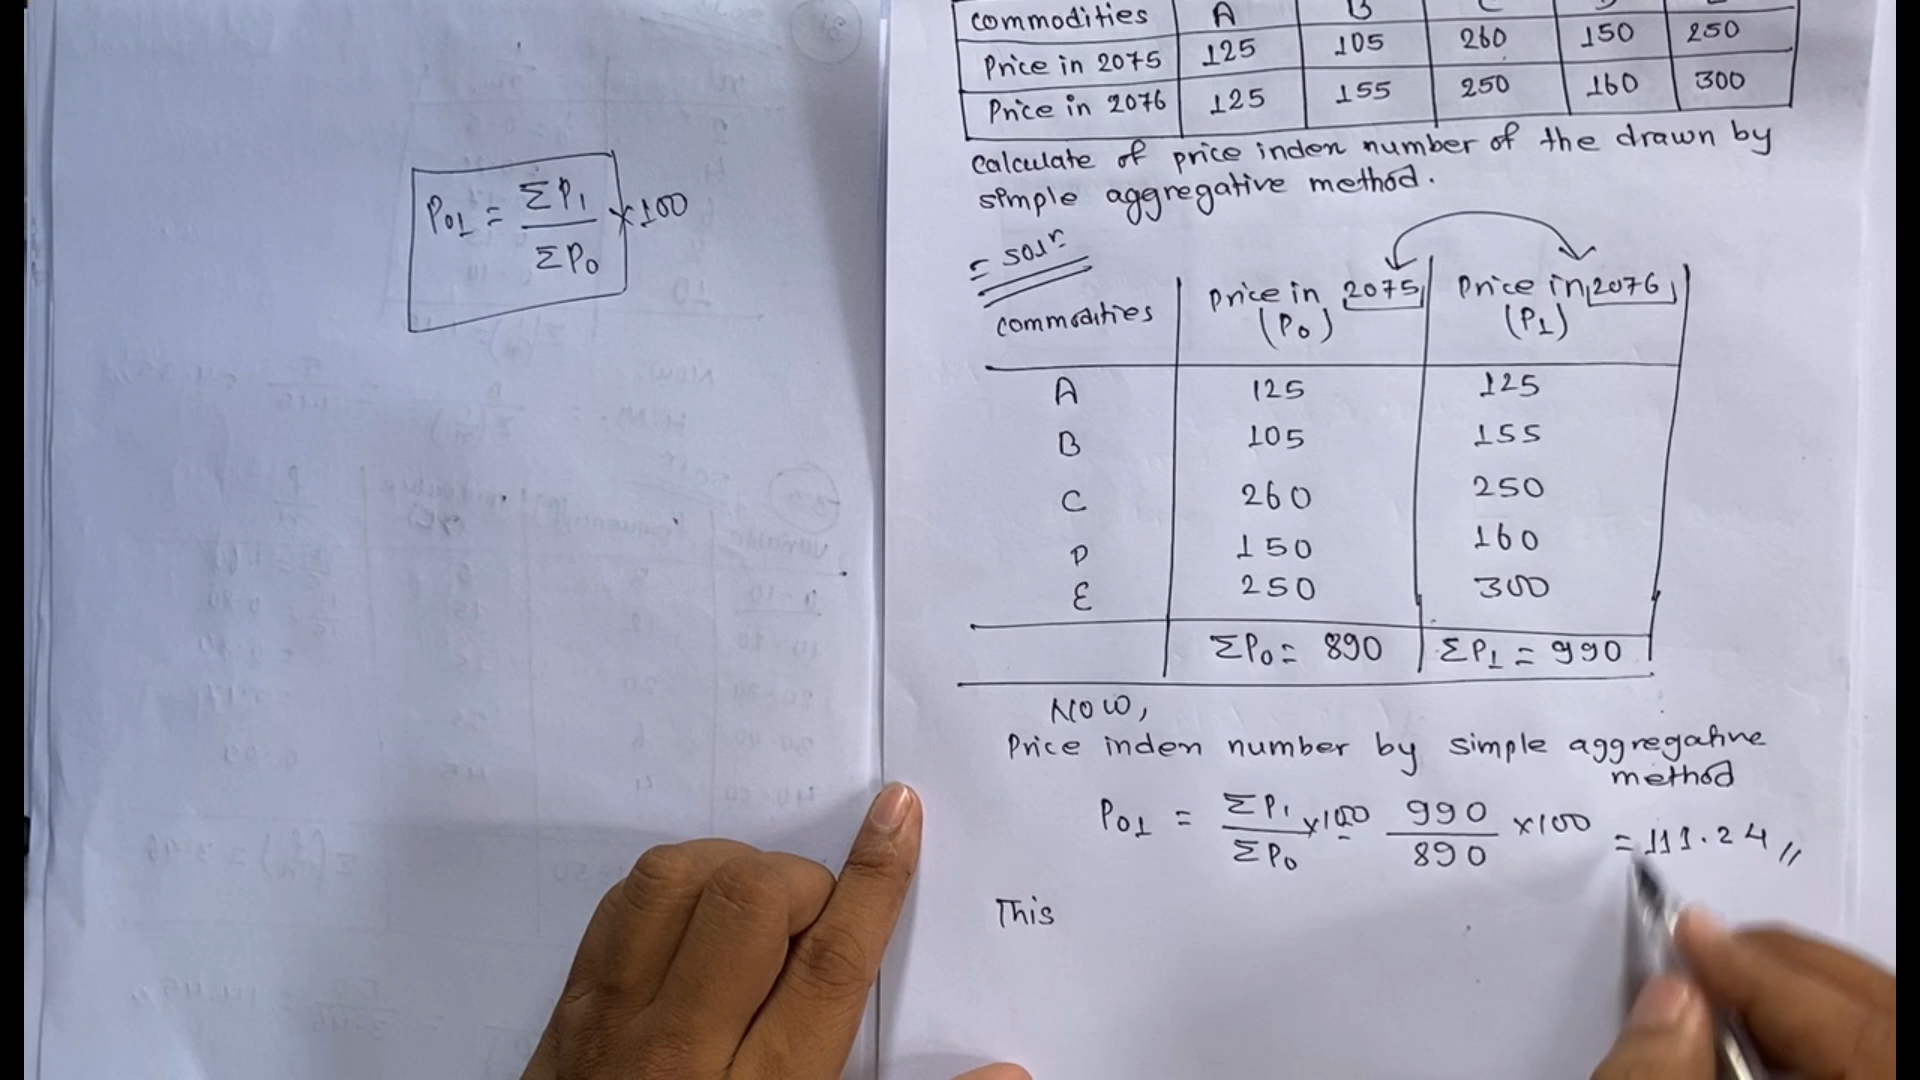 P01 = ΣP1 / ΣP0 ×100
commodities A B C
Price in 2075 125 105 260 150 250
Price in 2076 125 155 250 160 300
calculate of price inden number of the drawn by
simple aggregative method.
= solⁿ
commodities Price in 2075 (P0) Price in 2076 (P1)
A 125 125
B 105 155
C 260 250
D 150 160
E 250 300
ΣP0 = 890 ΣP1 = 990
Now,
Price inden number by simple aggregative
method
P01 = ΣP1 / ΣP0 ×100 990 / 890 ×100 = 111.24 //
This